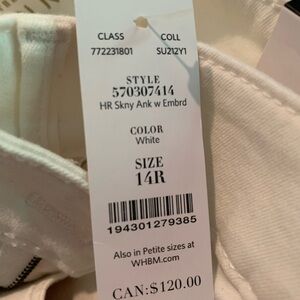 CLASS COLL
772231801 SU212Y1
STYLE
570307414
HR Skny Ank w Embrd
COLOR
White
SIZE
14R
194301279385
Also in Petite sizes at
WHBM.com
CAN:$120.00